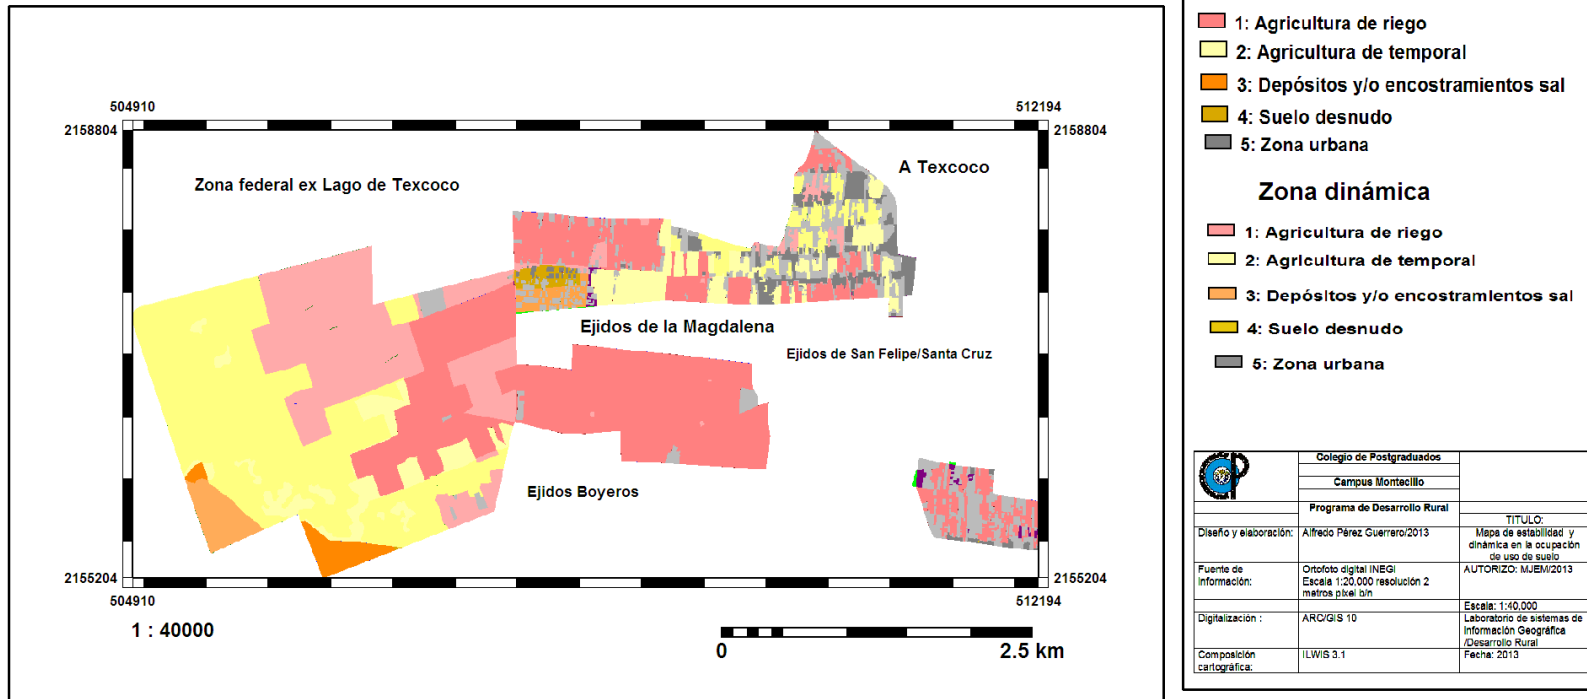 504910
512194
2158804
2158804
Zona federal ex Lago de Texcoco
A Texcoco
Ejidos de la Magdalena
Ejidos de San Felipe/Santa Cruz
Ejidos Boyeros
2155204
2155204
504910
512194
1 : 40000
0
2.5 km
1: Agricultura de riego
2: Agricultura de temporal
3: Depósitos y/o encostramientos sal
4: Suelo desnudo
5: Zona urbana
Zona dinámica
1: Agricultura de riego
2: Agricultura de temporal
3: Depósitos y/o encostramientos sal
4: Suelo desnudo
5: Zona urbana
Colegio de Postgraduados
Campus Montecillo
Programa de Desarrollo Rural
TITULO:
Diseño y elaboración:
Alfredo Pérez Guerrero/2013
Mapa de estabilidad y
dinámica en la ocupación
de uso de suelo
Fuente de
información:
Ortofoto digital INEGI
Escala 1:20,000 resolución 2
metros pixel b/n
AUTORIZO: MJEM/2013
Escala: 1:40,000
Digitalización :
ARC/GIS 10
Laboratorio de sistemas de
Información Geográfica
/Desarrollo Rural
Composición
cartográfica:
ILWIS 3.1
Fecha: 2013